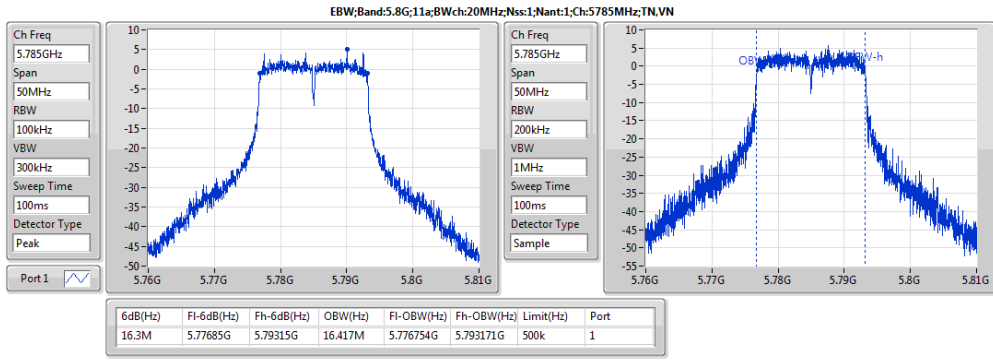 EBW;Band:5.8G;11a;BWch:20MHz;Nss:1;Nant:1;Ch:5785MHz;TN,VN
Ch Freq
5.785GHz
Span
50MHz
RBW
100kHz
VBW
300kHz
Sweep Time
100ms
Detector Type
Peak
Port 1
10
5
0
-5
-10
-15
-20
-25
-30
-35
-40
-45
-50
5.76G 5.77G 5.78G 5.79G 5.8G 5.81G
Ch Freq
5.785GHz
Span
50MHz
RBW
200kHz
VBW
1MHz
Sweep Time
100ms
Detector Type
Sample
10
5
0
-5
-10
-15
-20
-25
-30
-35
-40
-45
-50
-55
OB W-h
5.76G 5.77G 5.78G 5.79G 5.8G 5.81G
6dB(Hz) Fl-6dB(Hz) Fh-6dB(Hz) OBW(Hz) Fl-OBW(Hz) Fh-OBW(Hz) Limit(Hz) Port
16.3M 5.77685G 5.79315G 16.417M 5.776754G 5.793171G 500k 1